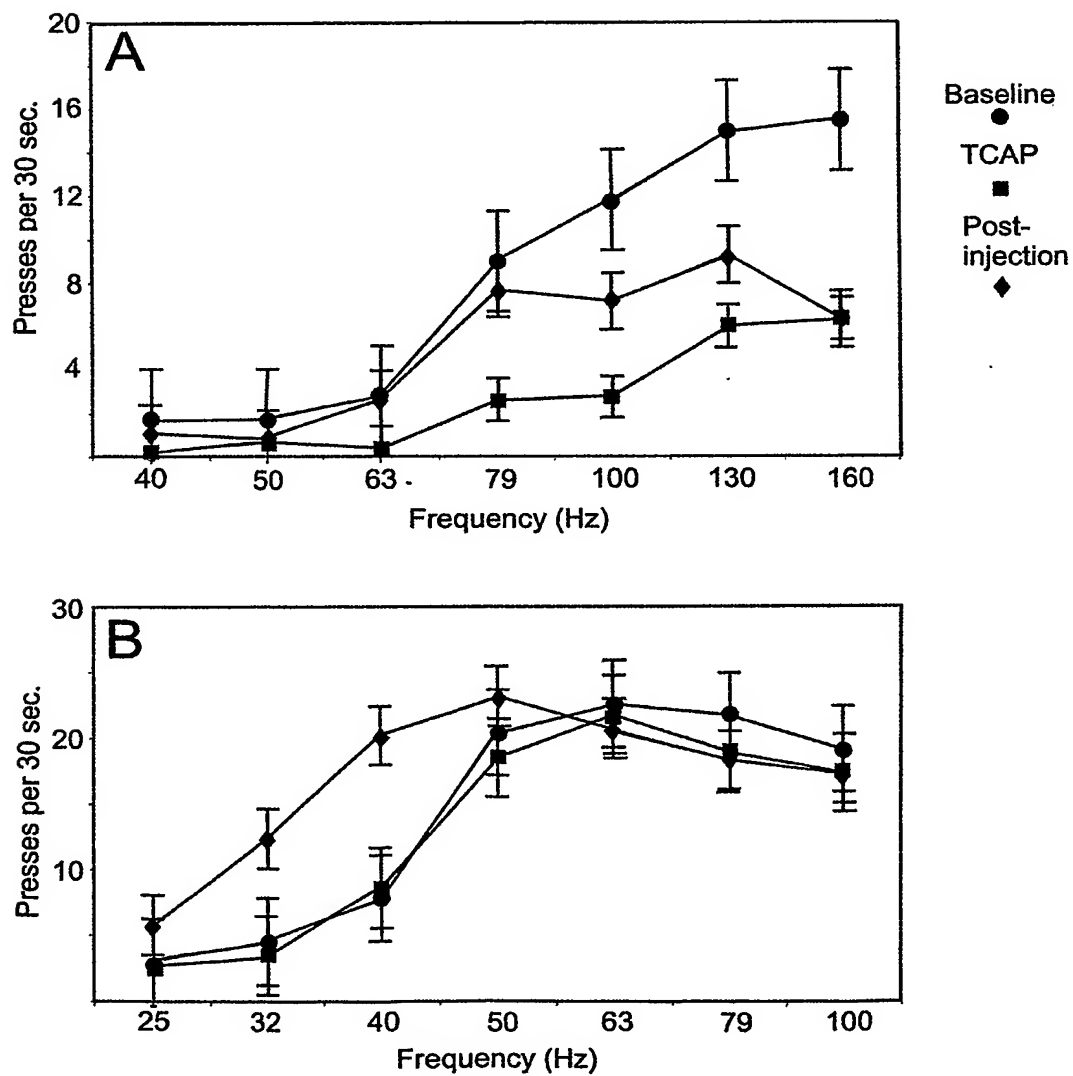 A
20
16
12
8
4
Presses per 30 sec.
40 50 63 79 100 130 160
Frequency (Hz)
Baseline
TCAP
Post-
injection
B
30
20
10
Presses per 30 sec.
25 32 40 50 63 79 100
Frequency (Hz)